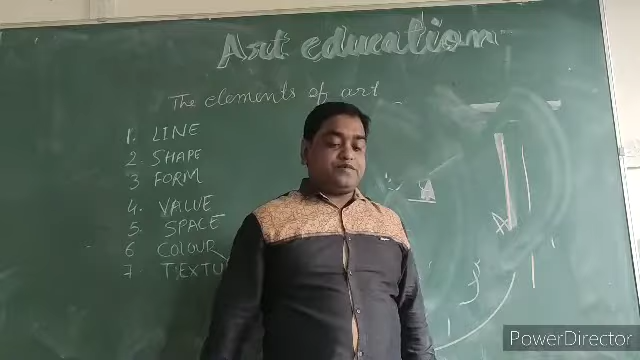 Art education
The elements of art
1. LINE
2. SHAPE
3 FORM
4. VALUE
5. SPACE
6 COLOUR
7 TEXTU
PowerDirector